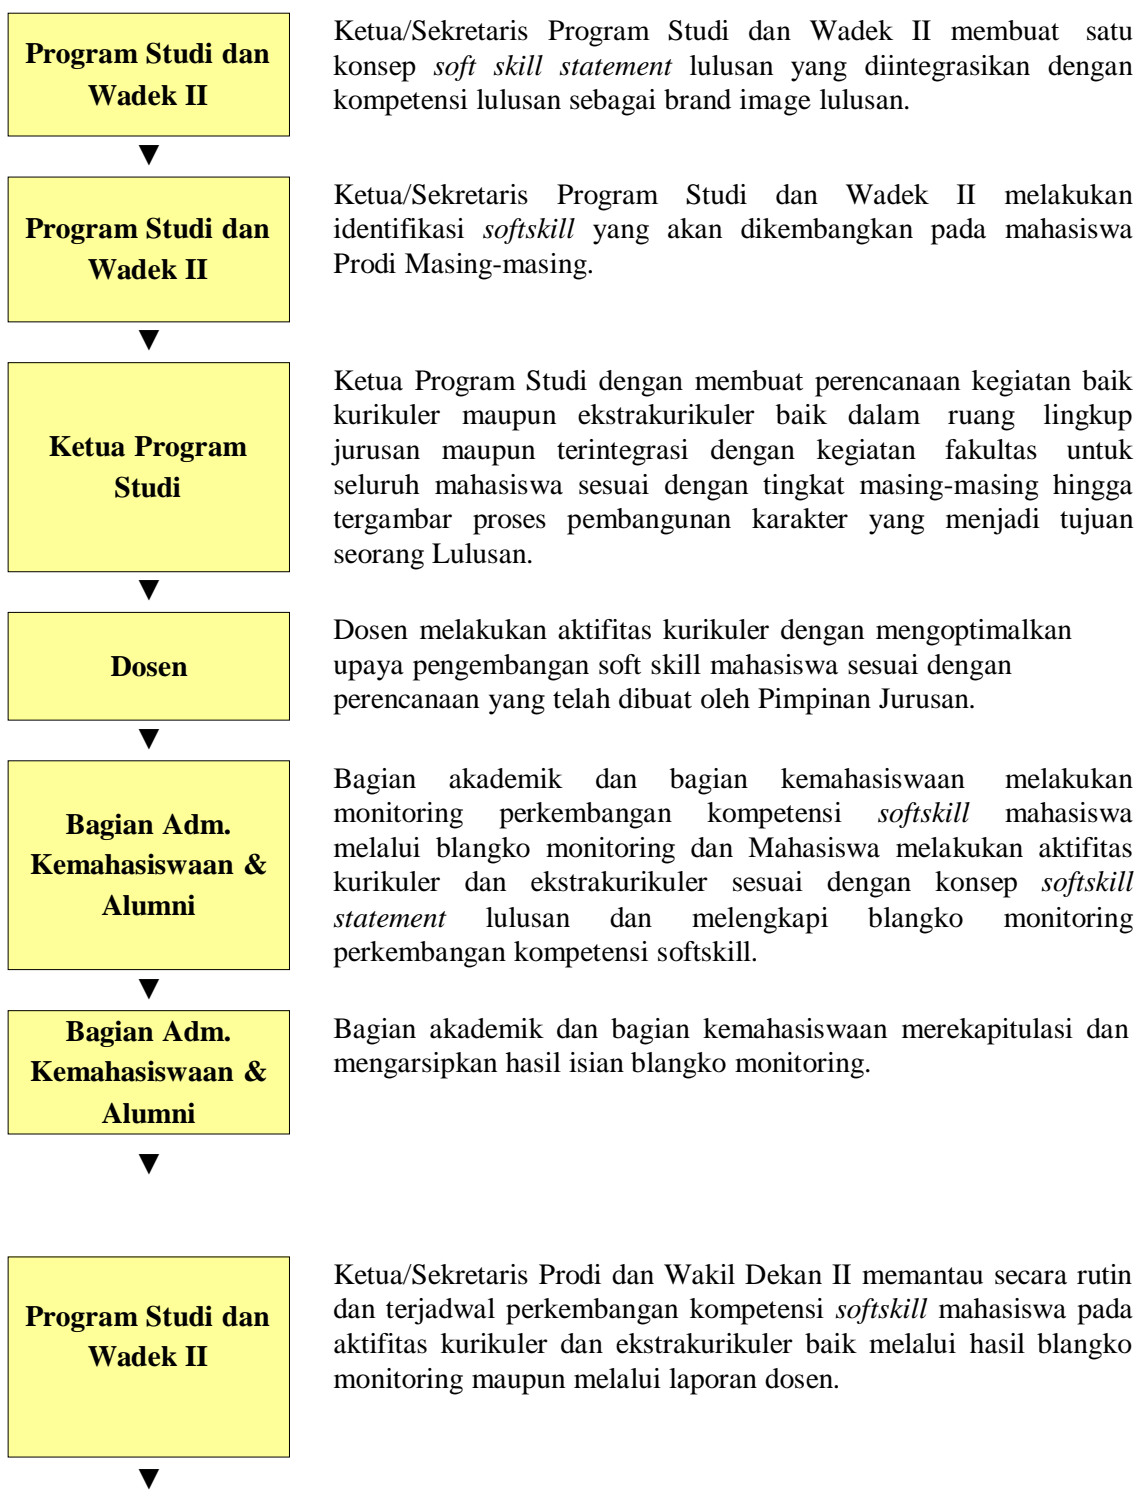 Program Studi dan
Wadek II
Ketua/Sekretaris Program Studi dan Wadek II membuat satu
konsep soft skill statement lulusan yang diintegrasikan dengan
kompetensi lulusan sebagai brand image lulusan.
▼
Program Studi dan
Wadek II
Ketua/Sekretaris Program Studi dan Wadek II melakukan
identifikasi softskill yang akan dikembangkan pada mahasiswa
Prodi Masing-masing.
▼
Ketua Program
Studi
Ketua Program Studi dengan membuat perencanaan kegiatan baik
kurikuler maupun ekstrakurikuler baik dalam ruang lingkup
jurusan maupun terintegrasi dengan kegiatan fakultas untuk
seluruh mahasiswa sesuai dengan tingkat masing-masing hingga
tergambar proses pembangunan karakter yang menjadi tujuan
seorang Lulusan.
▼
Dosen
Dosen melakukan aktifitas kurikuler dengan mengoptimalkan
upaya pengembangan soft skill mahasiswa sesuai dengan
perencanaan yang telah dibuat oleh Pimpinan Jurusan.
▼
Bagian Adm.
Kemahasiswaan &
Alumni
Bagian akademik dan bagian kemahasiswaan melakukan
monitoring perkembangan kompetensi softskill mahasiswa
melalui blangko monitoring dan Mahasiswa melakukan aktifitas
kurikuler dan ekstrakurikuler sesuai dengan konsep softskill
statement lulusan dan melengkapi blangko monitoring
perkembangan kompetensi softskill.
▼
Bagian Adm.
Kemahasiswaan &
Alumni
Bagian akademik dan bagian kemahasiswaan merekapitulasi dan
mengarsipkan hasil isian blangko monitoring.
▼
Program Studi dan
Wadek II
Ketua/Sekretaris Prodi dan Wakil Dekan II memantau secara rutin
dan terjadwal perkembangan kompetensi softskill mahasiswa pada
aktifitas kurikuler dan ekstrakurikuler baik melalui hasil blangko
monitoring maupun melalui laporan dosen.
▼